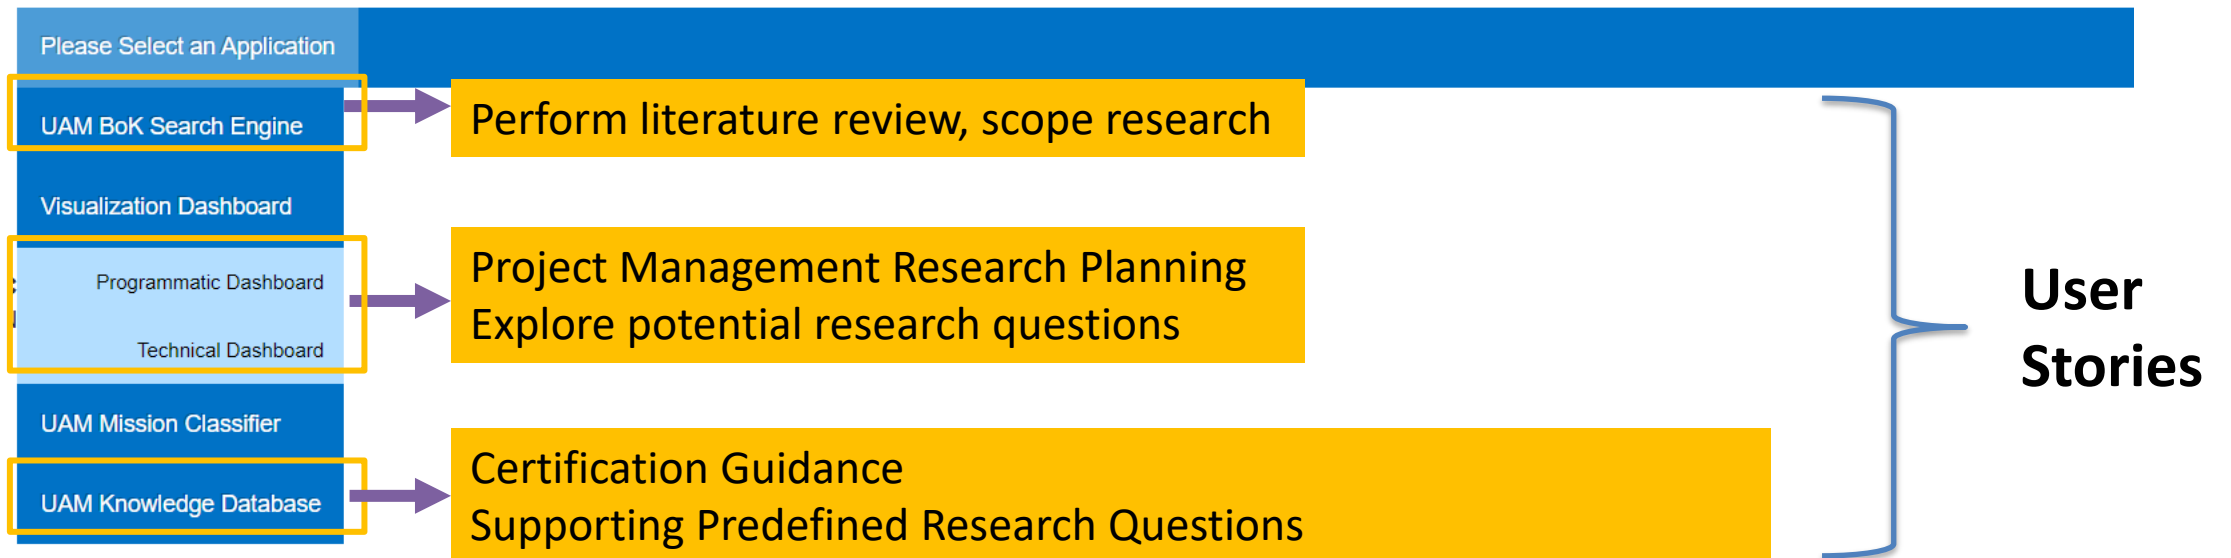 Please Select an Application
UAM BoK Search Engine
Perform literature review, scope research
Visualization Dashboard
Programmatic Dashboard
Technical Dashboard
Project Management Research Planning
Explore potential research questions
UAM Mission Classifier
UAM Knowledge Database
Certification Guidance
Supporting Predefined Research Questions
User
Stories